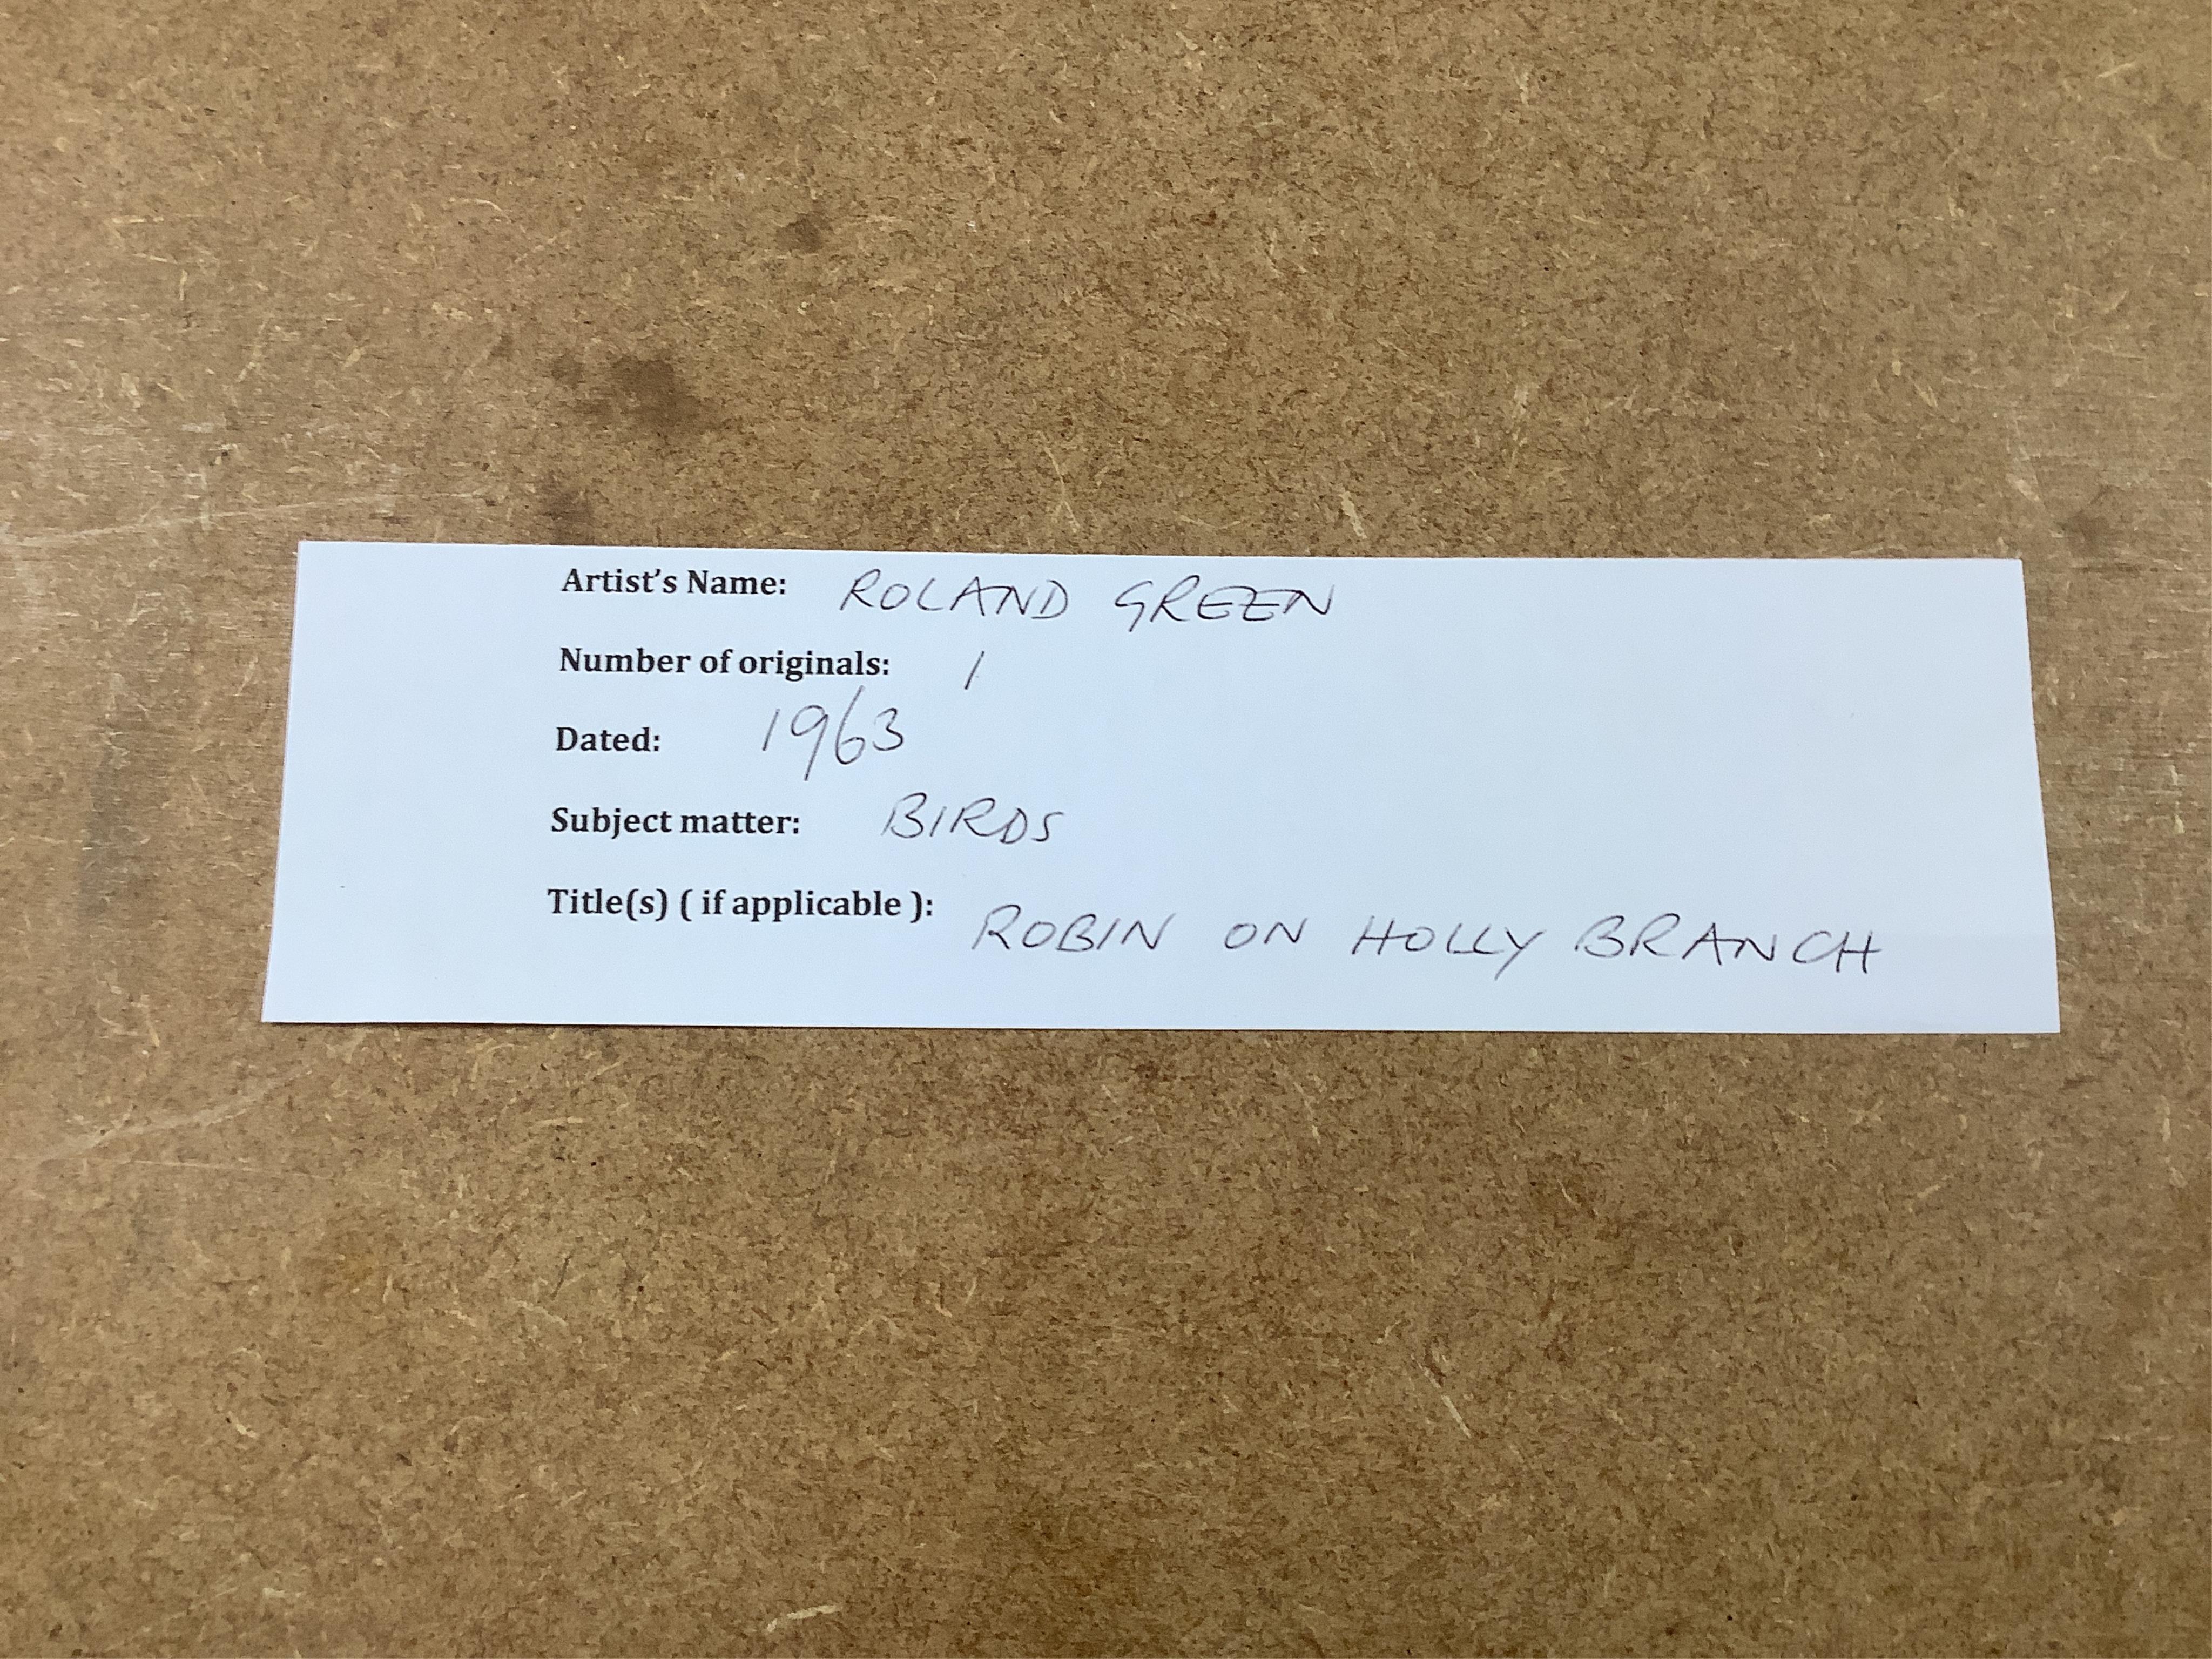 Artist's Name: ROLAND GREEN
Number of originals: 1
Dated: 1963
Subject matter: BIRDS
Title(s) ( if applicable ): ROBIN ON HOLLY BRANCH